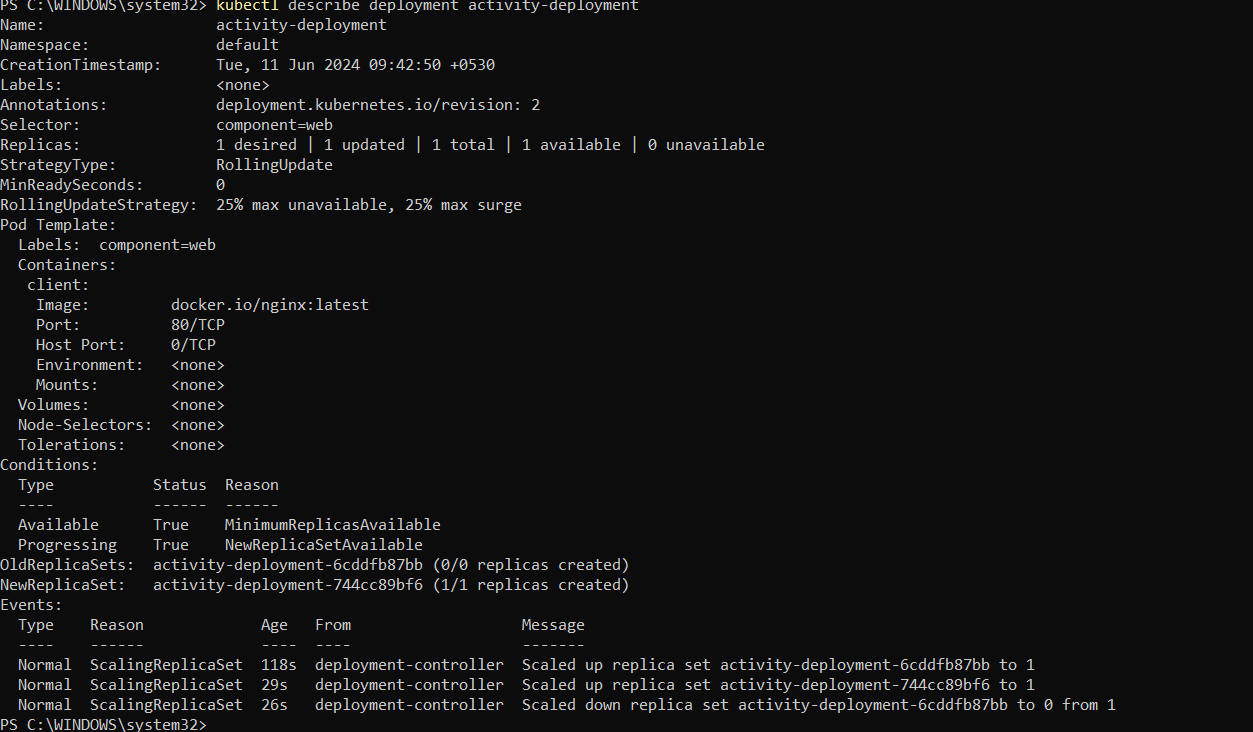 PS C:\WINDOWS\system32> kubectl describe deployment activity-deployment
Name:                   activity-deployment
Namespace:              default
CreationTimestamp:      Tue, 11 Jun 2024 09:42:50 +0530
Labels:                 <none>
Annotations:            deployment.kubernetes.io/revision: 2
Selector:               component=web
Replicas:               1 desired | 1 updated | 1 total | 1 available | 0 unavailable
StrategyType:           RollingUpdate
MinReadySeconds:        0
RollingUpdateStrategy:  25% max unavailable, 25% max surge
Pod Template:
  Labels:  component=web
  Containers:
   client:
    Image:         docker.io/nginx:latest
    Port:          80/TCP
    Host Port:     0/TCP
    Environment:   <none>
    Mounts:        <none>
  Volumes:         <none>
  Node-Selectors:  <none>
  Tolerations:     <none>
Conditions:
  Type           Status  Reason
  ----           ------  ------
  Available      True    MinimumReplicasAvailable
  Progressing    True    NewReplicaSetAvailable
OldReplicaSets:  activity-deployment-6cddfb87bb (0/0 replicas created)
NewReplicaSet:   activity-deployment-744cc89bf6 (1/1 replicas created)
Events:
  Type    Reason             Age   From                   Message
  ----    ------             ----  ----                   -------
  Normal  ScalingReplicaSet  118s  deployment-controller  Scaled up replica set activity-deployment-6cddfb87bb to 1
  Normal  ScalingReplicaSet  29s   deployment-controller  Scaled up replica set activity-deployment-744cc89bf6 to 1
  Normal  ScalingReplicaSet  26s   deployment-controller  Scaled down replica set activity-deployment-6cddfb87bb to 0 from 1
PS C:\WINDOWS\system32>